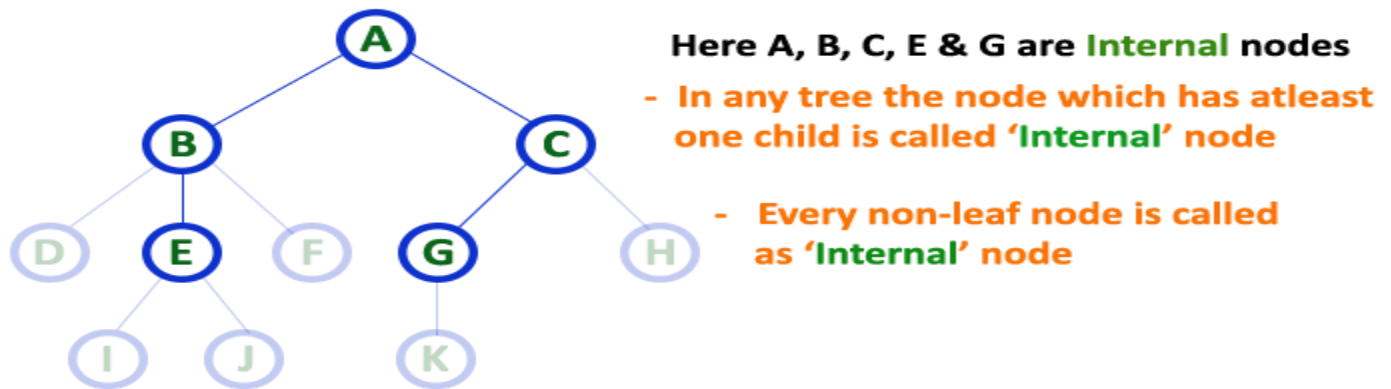 A
Here A, B, C, E & G are Internal nodes
- In any tree the node which has atleast
one child is called ‘Internal’ node
B
C
- Every non-leaf node is called
as ‘Internal’ node
D
E
F
G
H
I
J
K